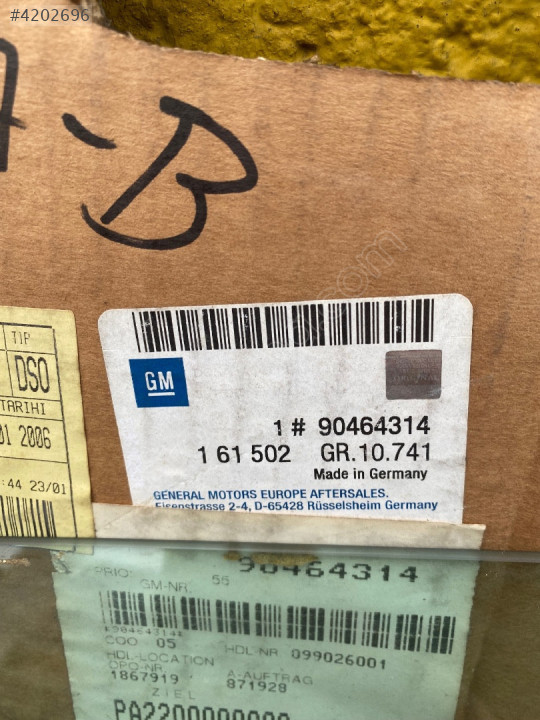 #4202696
A-B
TIP
DSO
TARIHI
01 2006
:44 23/01
GM
1 # 90464314
1 61 502 GR.10.741
Made in Germany
GENERAL MOTORS EUROPE AFTERSALES.
Eisenstrasse 2-4, D-65428 Rüsselsheim Germany
PRIO: 55 90464314
GM-NR.
*90464314*
COO 05 HDL NR 099026001
HDL-LOCATION
OPC-NR A-AUFTRAG
1867919 871928
ZIEL